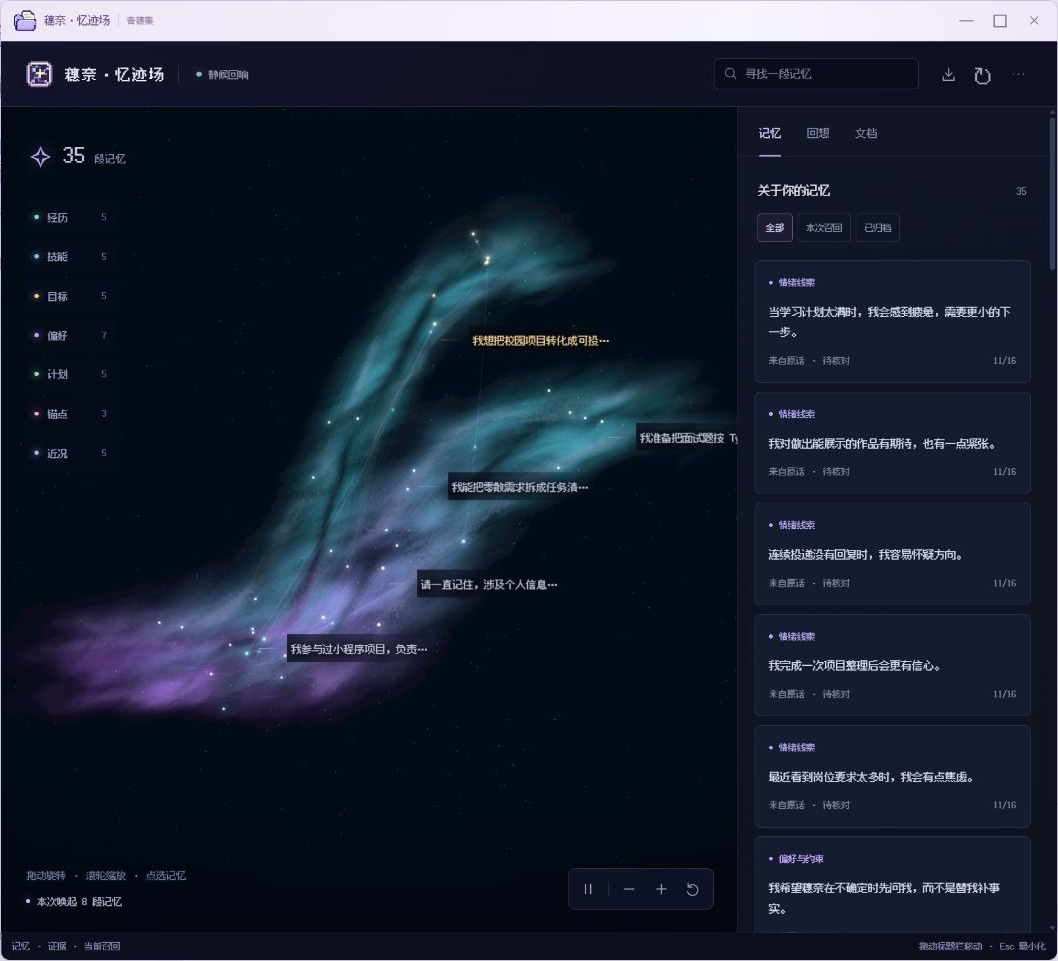 穗奈·忆迹场 青穗集
穗奈·忆迹场
静候回响
寻找一段记忆
···
35 段记忆
经历 5
技能 5
目标 5
偏好 7
计划 5
锚点 3
近况 5
我想把校园项目转化成可投…
我准备把面试题按 Ty
我能把零散需求拆成任务清…
请一直记住，涉及个人信息…
我参与过小程序项目，负责…
拖动旋转 · 滚轮缩放 · 点选记忆
本次唤起 8 段记忆
记忆 回想 文档
关于你的记忆 35
全部 本次召回 已归档
情绪线索
当学习计划太满时，我会感到疲惫，需要更小的下
一步。
来自原话 · 待核对 11/16
情绪线索
我对做出能展示的作品有期待，也有一点紧张。
来自原话 · 待核对 11/16
情绪线索
连续投递没有回复时，我容易怀疑方向。
来自原话 · 待核对 11/16
情绪线索
我完成一次项目整理后会更有信心。
来自原话 · 待核对 11/16
情绪线索
最近看到岗位要求太多时，我会有点焦虑。
来自原话 · 待核对 11/16
偏好与约束
我希望穗奈在不确定时先问我，而不是替我补事
实。
记忆 · 证据 · 当前召回
拖动标题栏移动 · Esc 最小化